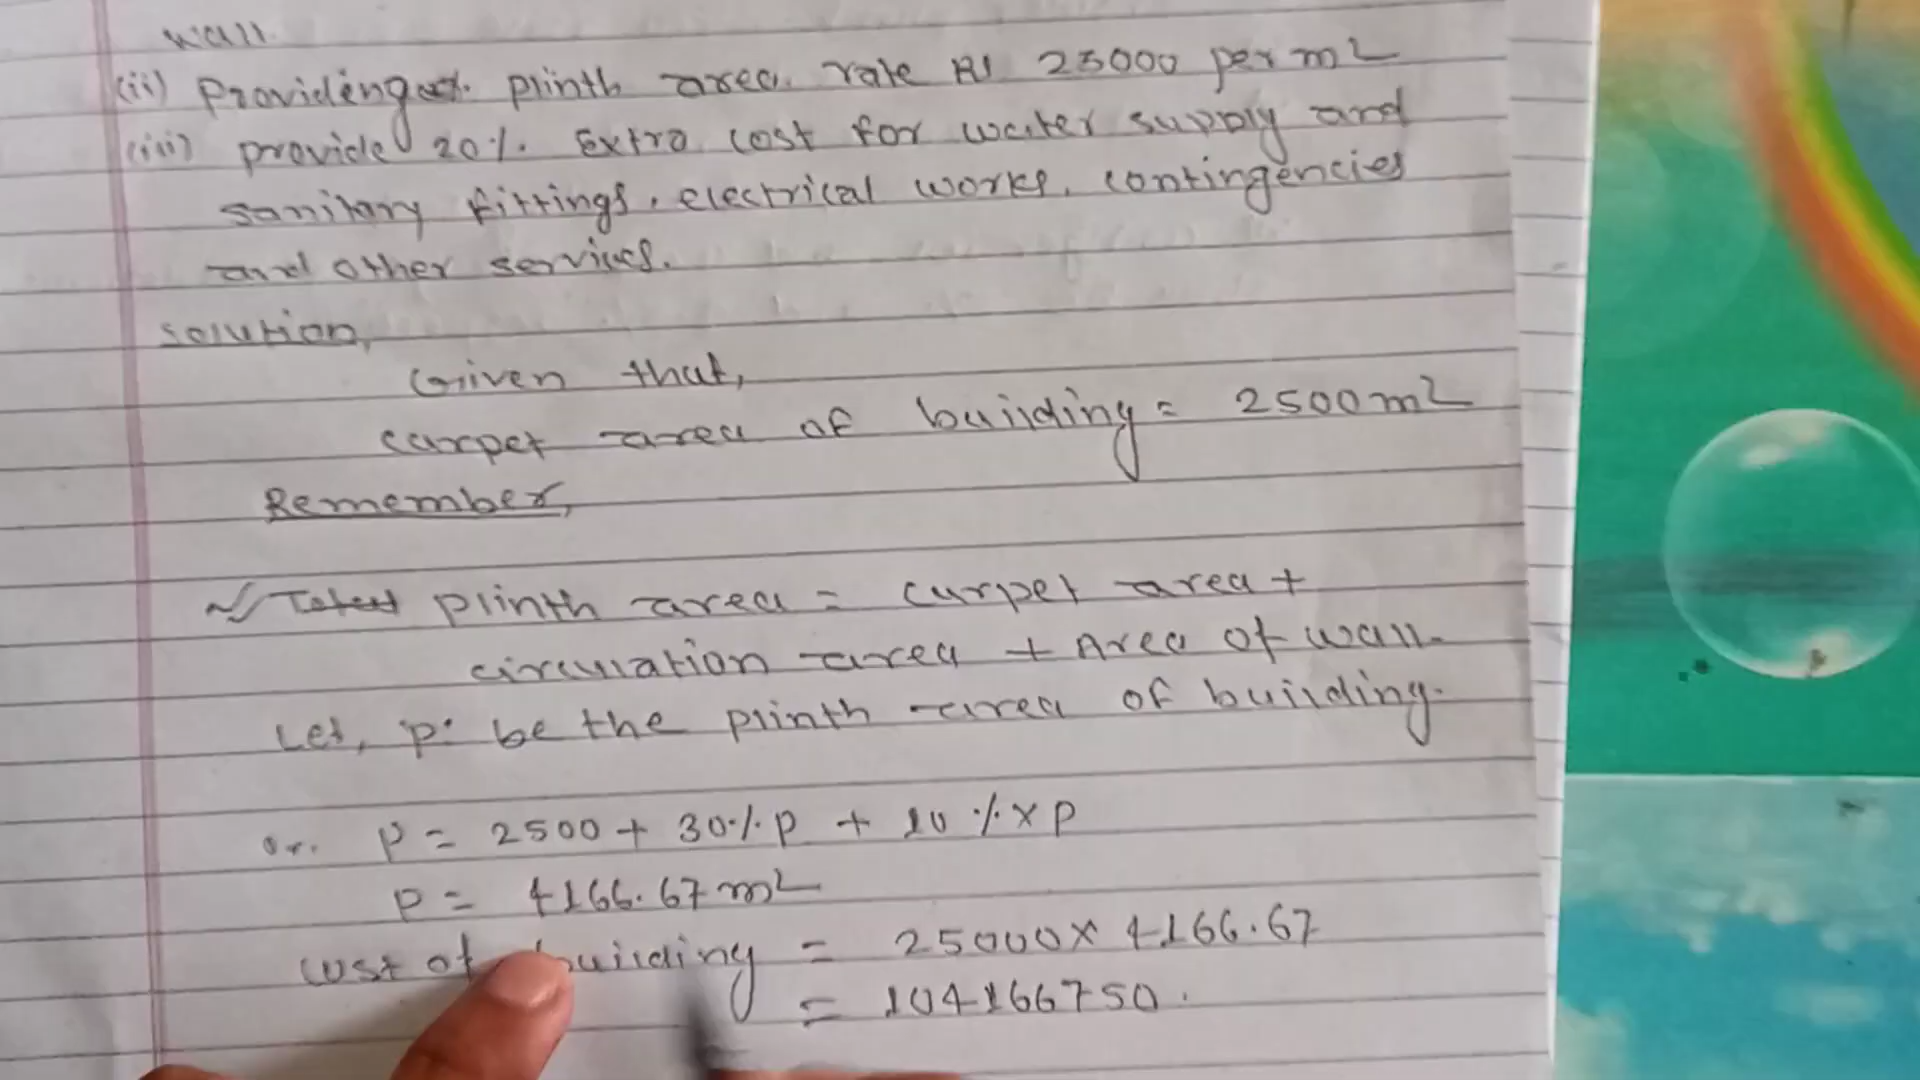 wall.
(ii) Providing plinth area rate Rs 25000 per m2
(iii) provide 20% Extra cost for water supply and
sanitary fittings, electrical works, contingencies
and other services.
solution,
Given that,
carpet area of building = 2500m2
Remember,
Total plinth area = carpet area +
circulation area + Area of wall.
Let, 'p' be the plinth area of building.
or. P = 2500 + 30% P + 10 % x P
P = 4166.67 m2
cost of building = 25000 x 4166.67
= 104166750.